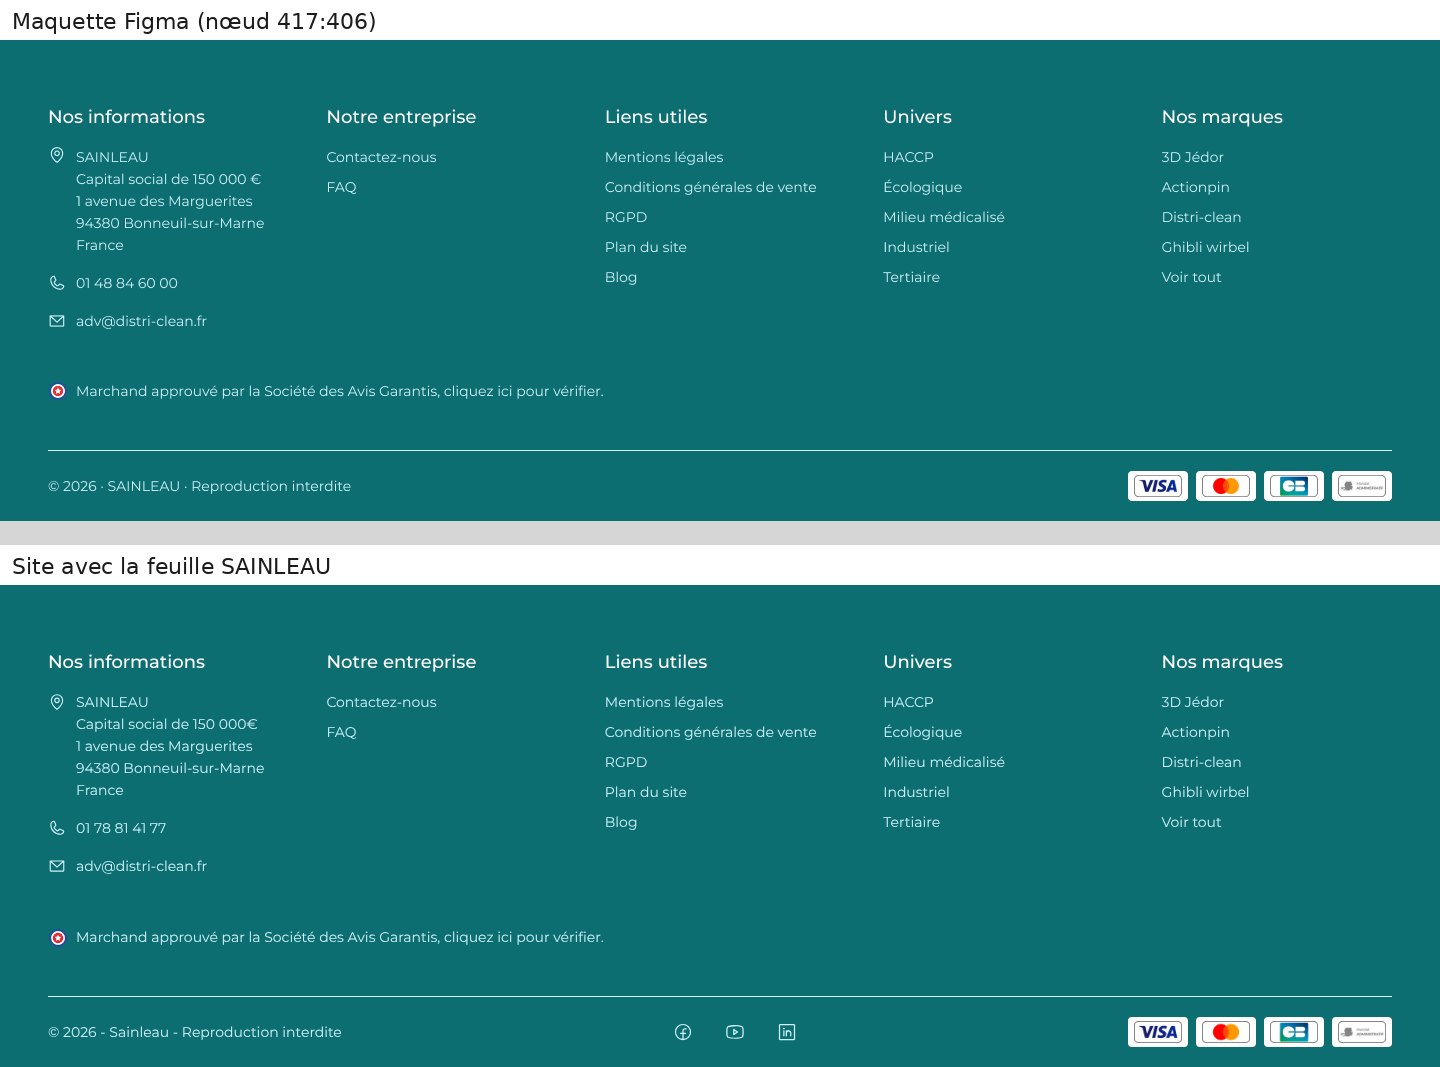 Maquette Figma (nœud 417:406)
Nos informations
SAINLEAU
Capital social de 150 000 €
1 avenue des Marguerites
94380 Bonneuil-sur-Marne
France
01 48 84 60 00
adv@distri-clean.fr
Notre entreprise
Contactez-nous
FAQ
Liens utiles
Mentions légales
Conditions générales de vente
RGPD
Plan du site
Blog
Univers
HACCP
Écologique
Milieu médicalisé
Industriel
Tertiaire
Nos marques
3D Jédor
Actionpin
Distri-clean
Ghibli wirbel
Voir tout
Marchand approuvé par la Société des Avis Garantis, cliquez ici pour vérifier.
© 2026 · SAINLEAU · Reproduction interdite
VISA
CB
Site avec la feuille SAINLEAU
Nos informations
SAINLEAU
Capital social de 150 000€
1 avenue des Marguerites
94380 Bonneuil-sur-Marne
France
01 78 81 41 77
adv@distri-clean.fr
Notre entreprise
Contactez-nous
FAQ
Liens utiles
Mentions légales
Conditions générales de vente
RGPD
Plan du site
Blog
Univers
HACCP
Écologique
Milieu médicalisé
Industriel
Tertiaire
Nos marques
3D Jédor
Actionpin
Distri-clean
Ghibli wirbel
Voir tout
Marchand approuvé par la Société des Avis Garantis, cliquez ici pour vérifier.
© 2026 - Sainleau - Reproduction interdite
VISA
CB